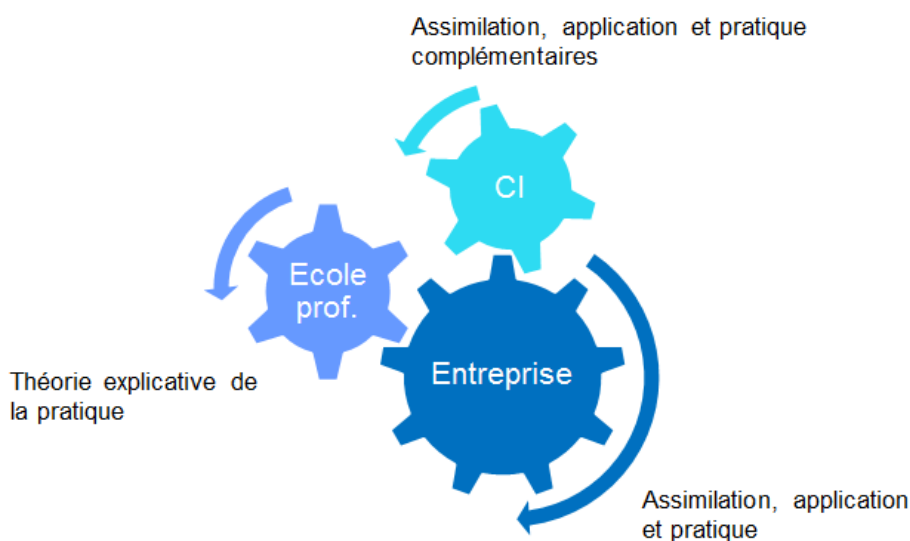 Assimilation, application et pratique
complémentaires
CI
Ecole
prof.
Entreprise
Théorie explicative de
la pratique
Assimilation, application
et pratique